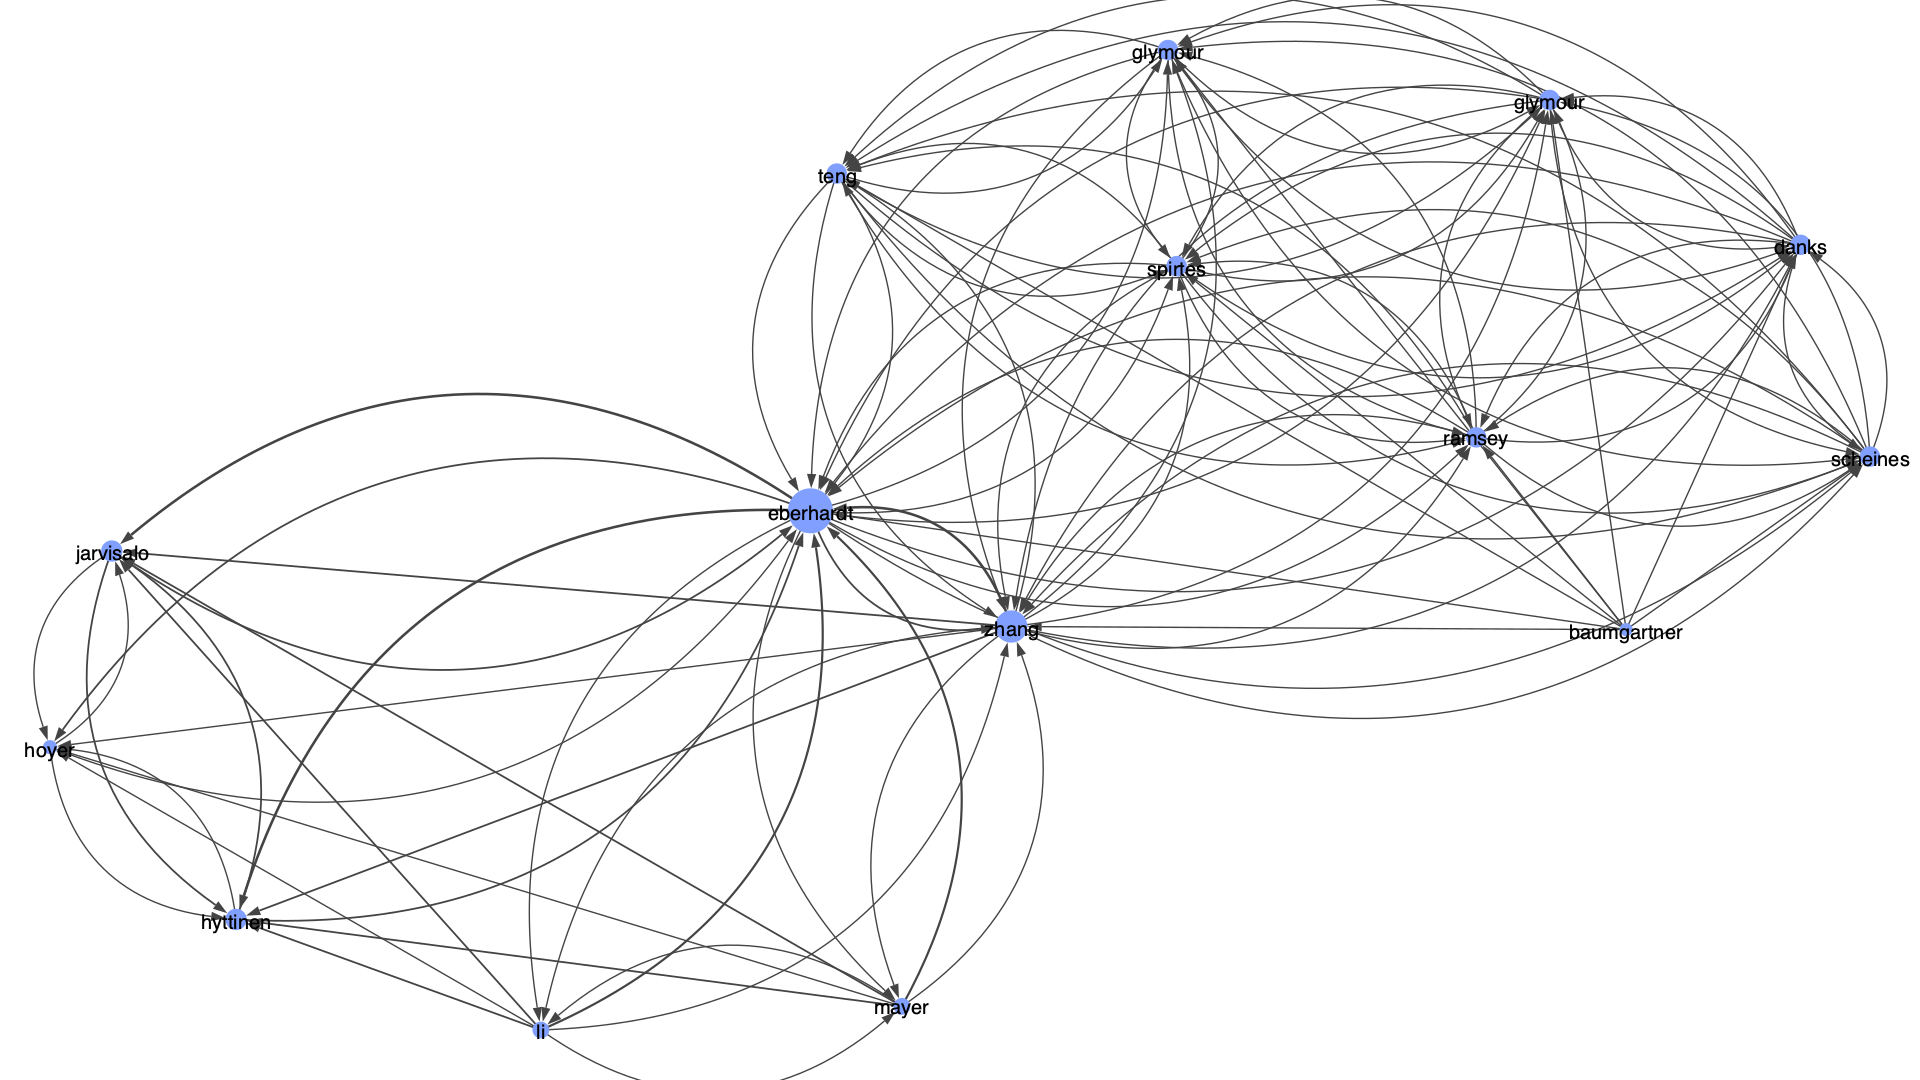 glymour
glymour
teng
danks
spirtes
ramsey
scheines
eberhardt
jarvisalo
zhang
baumgartner
hoyer
hyttinen
mayer
li